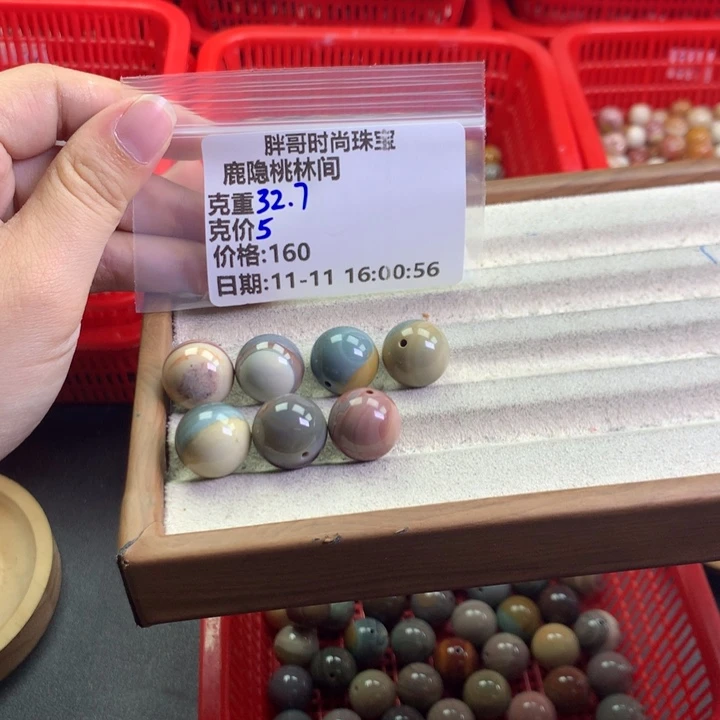 胖哥时尚珠宝
鹿隐桃林间
克重32.7
克价5
价格:160
日期:11-11 16:00:56